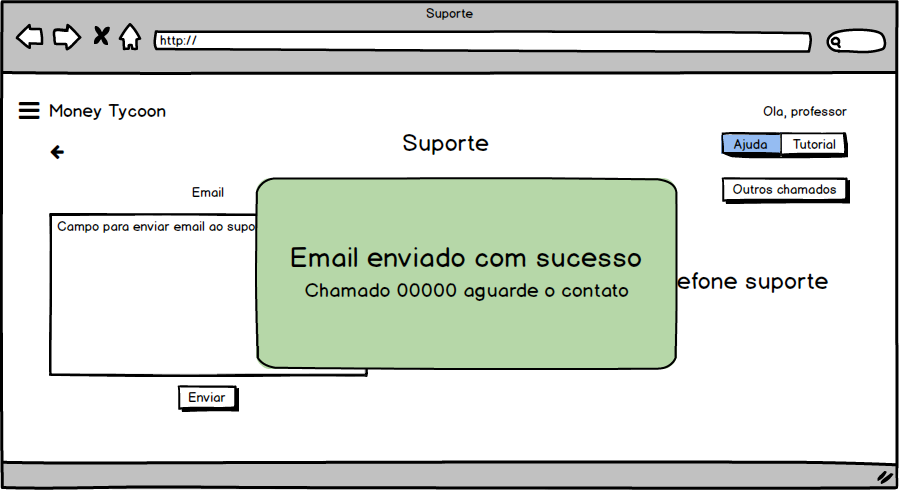 Suporte
http://
Money Tycoon
Ola, professor
Suporte
Ajuda
Tutorial
Outros chamados
Email
Campo para enviar email ao supo
Email enviado com sucesso
Chamado 00000 aguarde o contato
efone suporte
Enviar